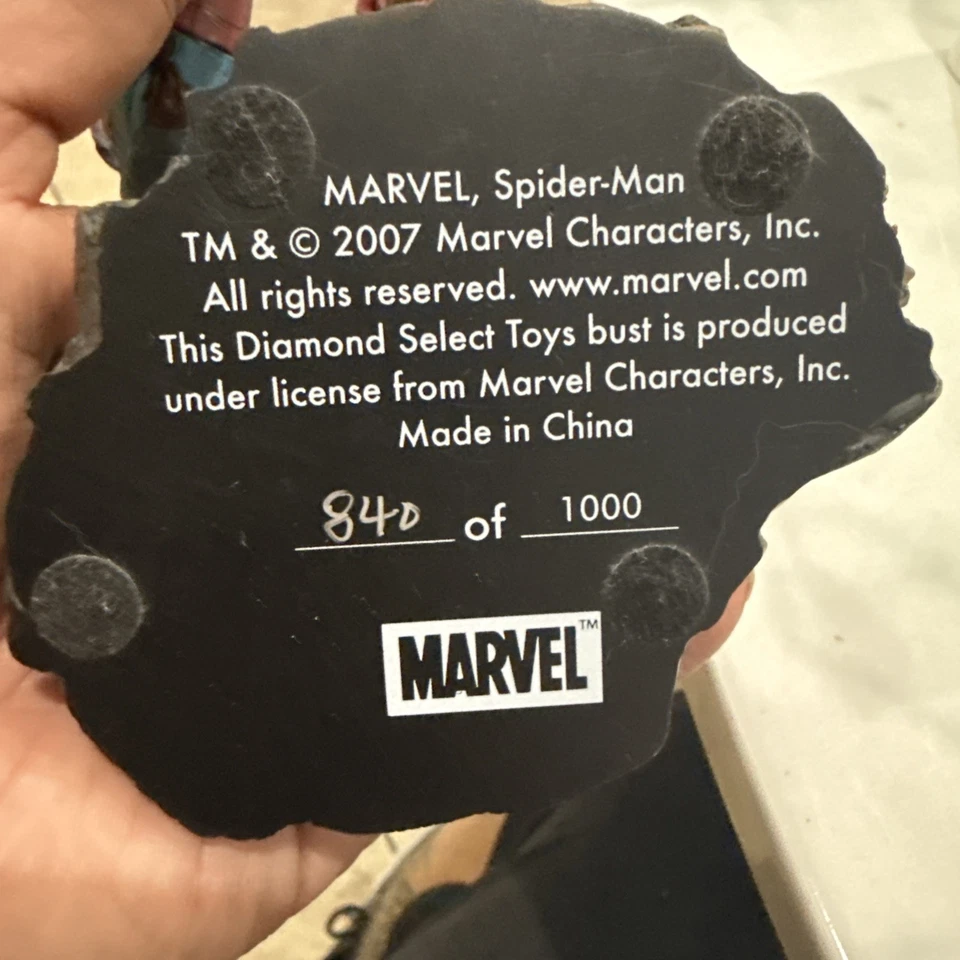 MARVEL, Spider-Man
TM & © 2007 Marvel Characters, Inc.
All rights reserved. www.marvel.com
This Diamond Select Toys bust is produced
under license from Marvel Characters, Inc.
Made in China
840 of 1000
MARVEL™